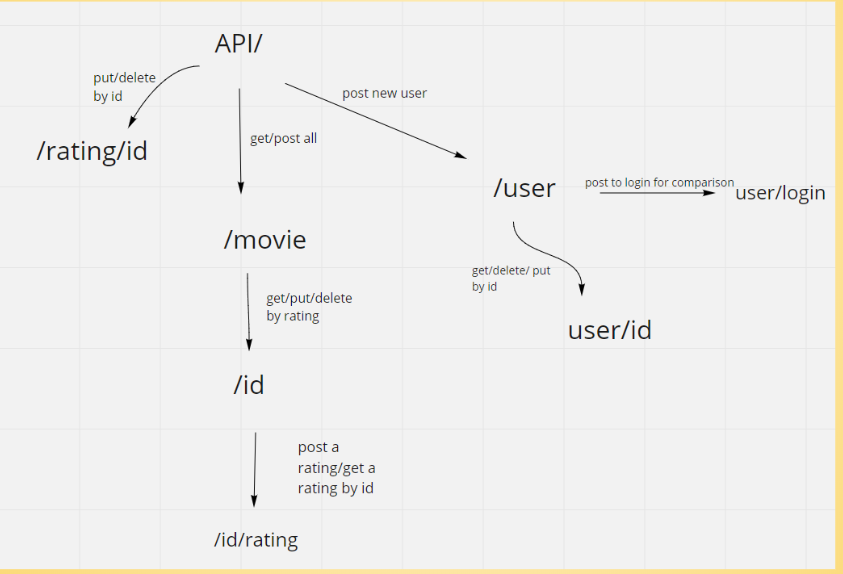 API/
put/delete
by id
post new user
get/post all
/rating/id
/user
post to login for comparison
user/login
/movie
get/delete/ put
by id
get/put/delete
by rating
user/id
/id
post a
rating/get a
rating by id
/id/rating